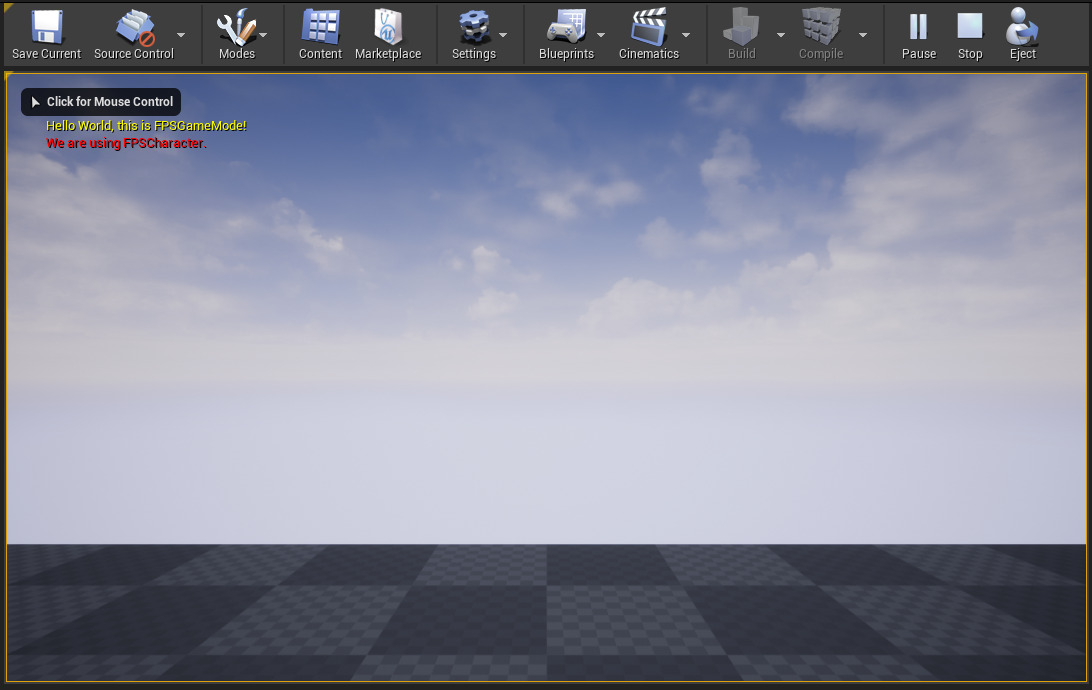 Save Current Source Control Modes Content Marketplace Settings Blueprints Cinematics Build Compile Pause Stop Eject
Click for Mouse Control
Hello World, this is FPSGameMode!
We are using FPSCharacter.